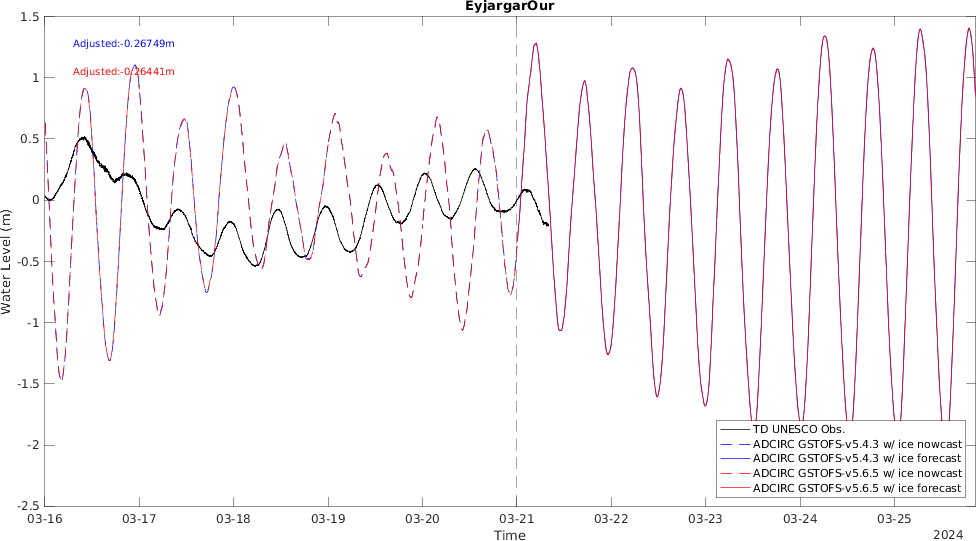 EyjargarOur
Adjusted:-0.26749m
Adjusted:-0.26441m
1.5
1
0.5
0
-0.5
-1
-1.5
-2
-2.5
Water Level (m)
TD UNESCO Obs.
ADCIRC GSTOFS-v5.4.3 w/ ice nowcast
ADCIRC GSTOFS-v5.4.3 w/ ice forecast
ADCIRC GSTOFS-v5.6.5 w/ ice nowcast
ADCIRC GSTOFS-v5.6.5 w/ ice forecast
03-16 03-17 03-18 03-19 03-20 03-21 03-22 03-23 03-24 03-25
Time
2024